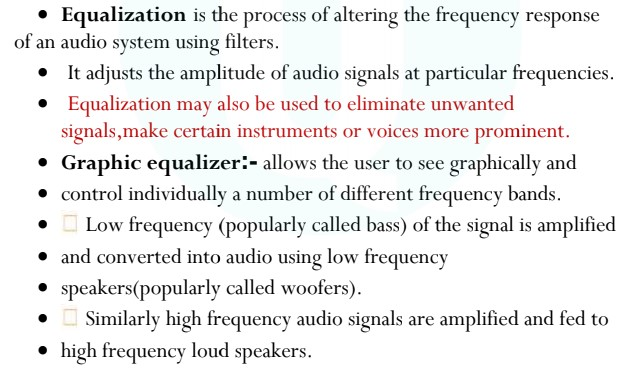 • Equalization is the process of altering the frequency response
of an audio system using filters.
• It adjusts the amplitude of audio signals at particular frequencies.
• Equalization may also be used to eliminate unwanted
signals,make certain instruments or voices more prominent.
• Graphic equalizer:- allows the user to see graphically and
• control individually a number of different frequency bands.
• Low frequency (popularly called bass) of the signal is amplified
• and converted into audio using low frequency
• speakers(popularly called woofers).
• Similarly high frequency audio signals are amplified and fed to
• high frequency loud speakers.